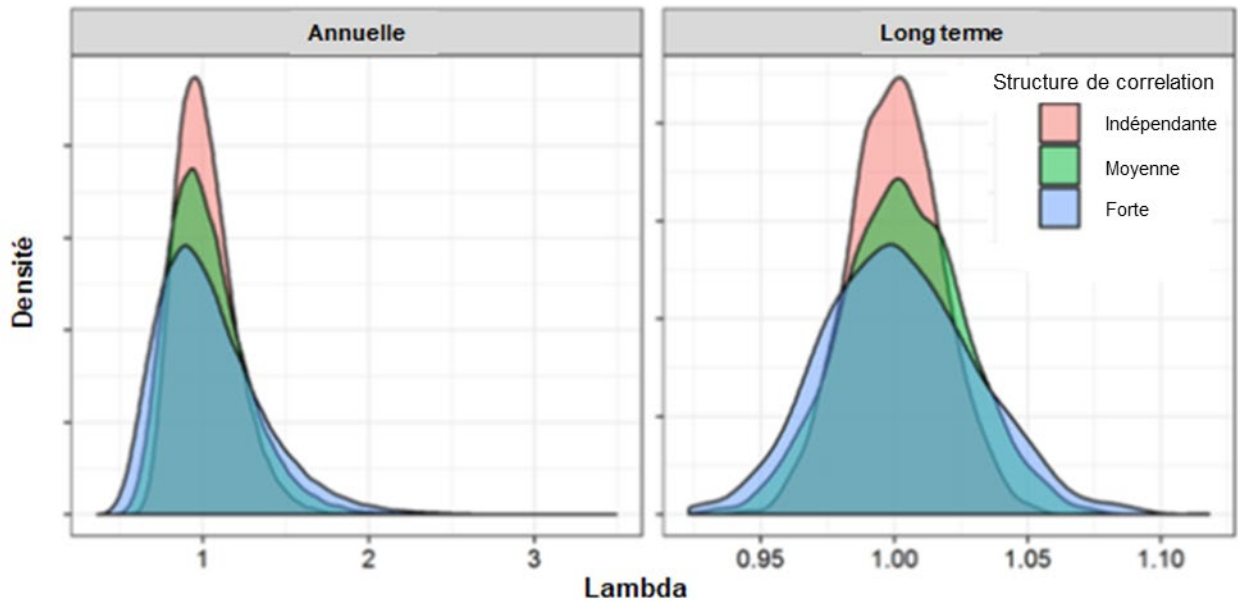 Annuelle
Long terme
Structure de correlation
Indépendante
Moyenne
Forte
Densité
1 2 3
0.95 1.00 1.05 1.10
Lambda